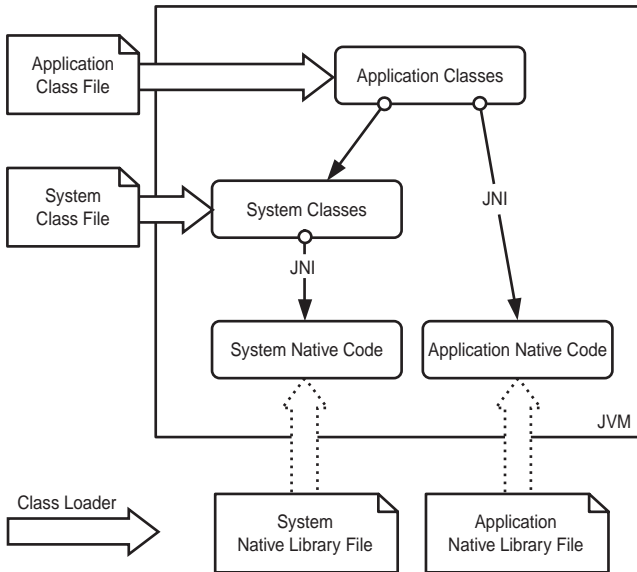 Application
Class File
Application Classes
System
Class File
System Classes
JNI
JNI
System Native Code
Application Native Code
JVM
Class Loader
System
Native Library File
Application
Native Library File